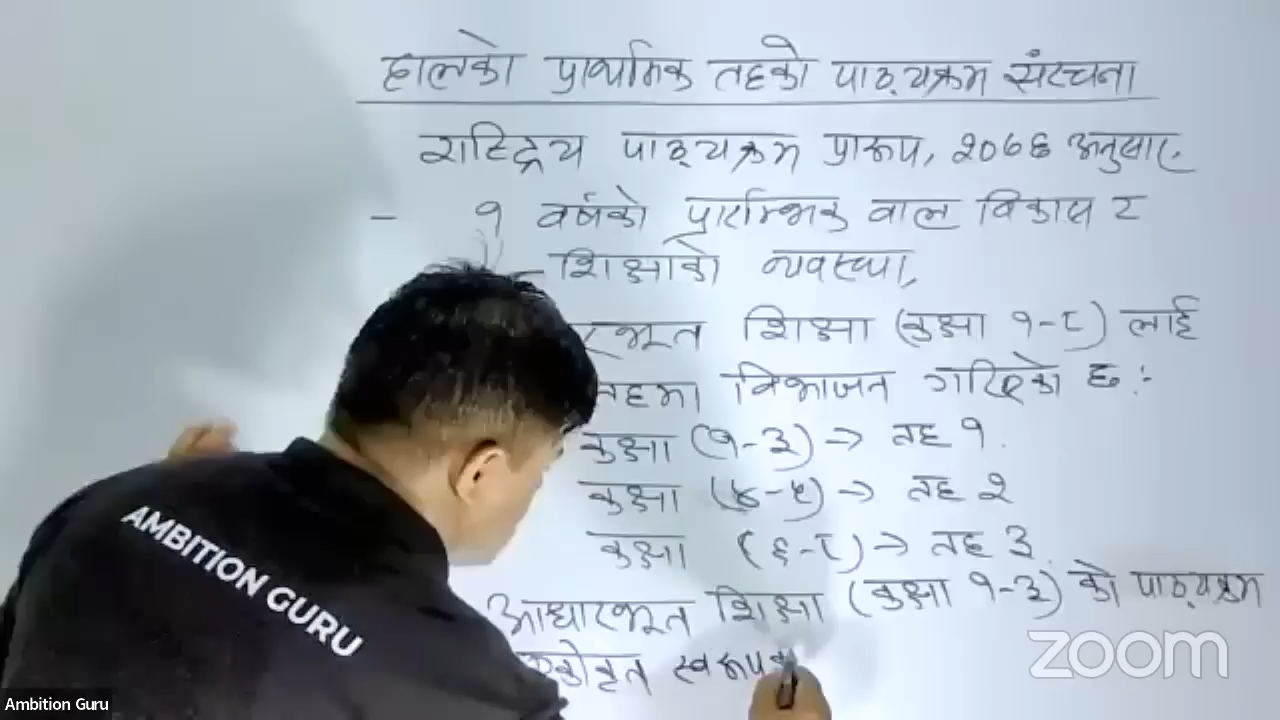 हालको प्राथमिक तहको पाठ्यक्रम संरचना
राष्ट्रिय पाठ्यक्रम प्रारूप, २०७६ अनुसार.
- १ वर्षको प्रारम्भिक बाल विकास र
शिक्षाको व्यवस्था,
रभूत शिक्षा (कक्षा १-८) लाई
तहमा विभाजन गरिएको छ :
कक्षा (१-३) → तह १.
कक्षा (४-५) → तह २
कक्षा (६-८) → तह ३.
आधारभूत शिक्षा (कक्षा १-३) को पाठ्यक्रम
एकीकृत स्वरूपक
AMBITION GURU
zoom
Ambition Guru